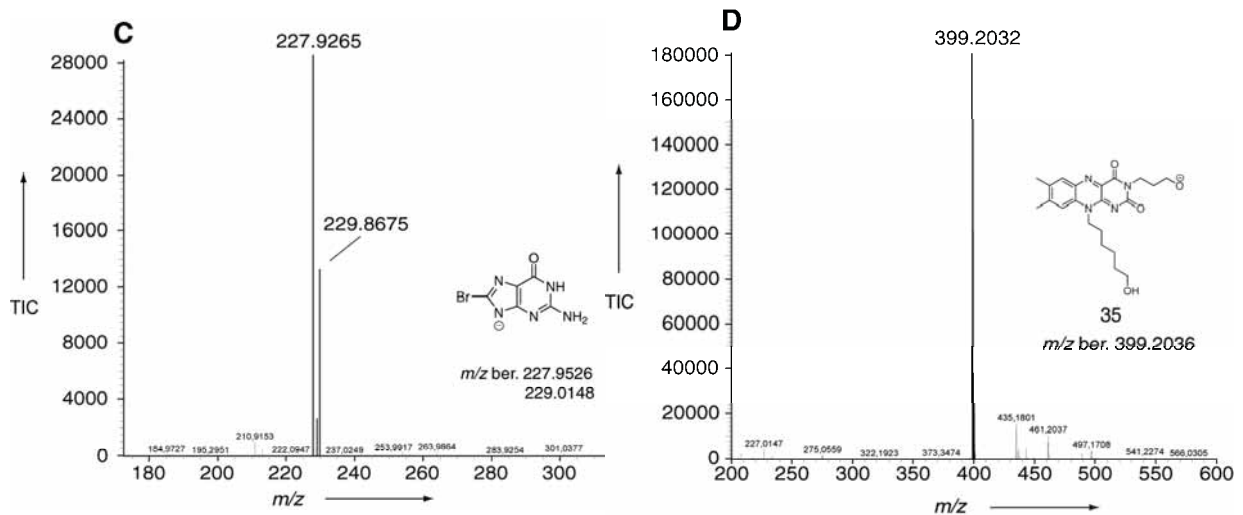 C
227.9265
28000
24000
20000
16000
12000
8000
4000
0
TIC
229.8675
O
N
NH
Br
N
⊖
N
NH2
m/z ber. 227.9526
229.0148
184,9727
195,2951
210,9153
222,0947
237,0249
253,9917
263,9864
283,9254
301,0377
180 200 220 240 260 280 300
m/z
D
399.2032
180000
160000
140000
120000
100000
80000
60000
40000
20000
0
TIC
O
N
N
O⊖
N
N
O
OH
35
m/z ber. 399.2036
227,0147
275,0559
322,1923
373,3474
435,1801
461,2037
497,1708
541,2274
566,0305
200 250 300 350 400 450 500 550 600
m/z